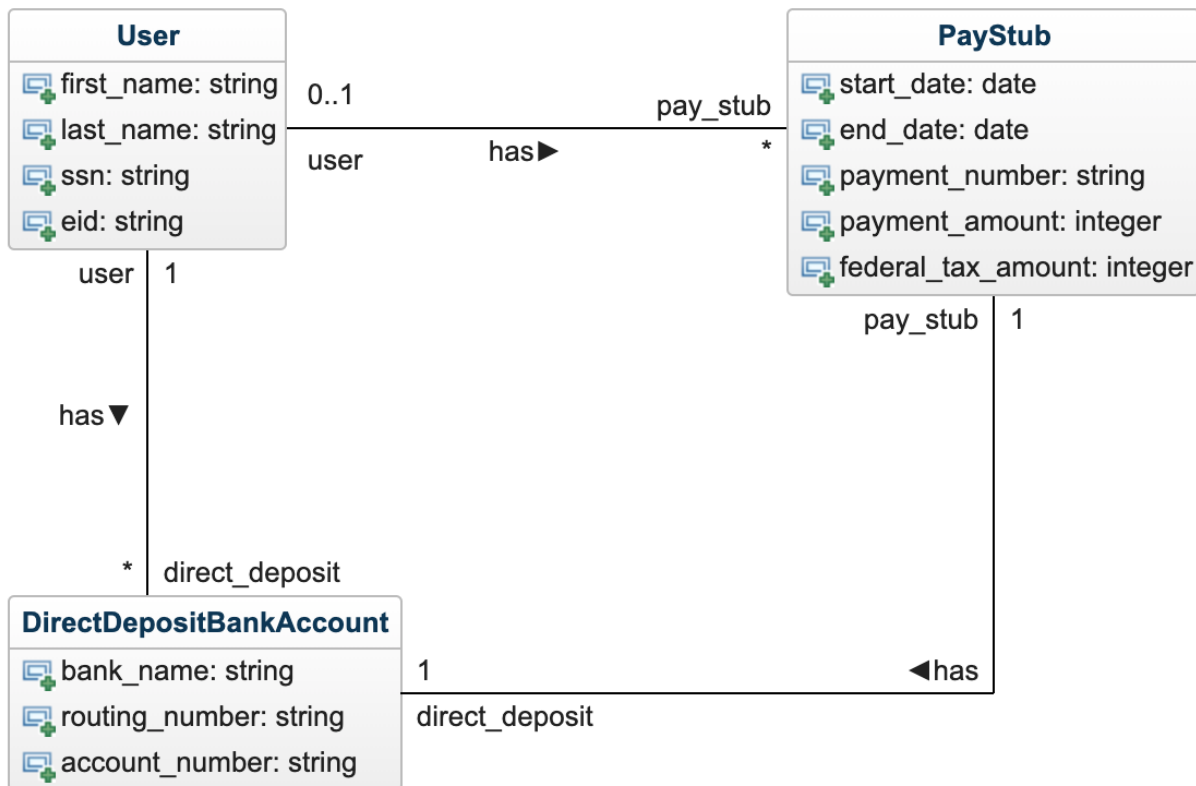 User
first_name: string
last_name: string
ssn: string
eid: string
0..1
user
has▶
pay_stub
*
PayStub
start_date: date
end_date: date
payment_number: string
payment_amount: integer
federal_tax_amount: integer
user 1
has▼
* direct_deposit
pay_stub 1
◀has
DirectDepositBankAccount
bank_name: string
routing_number: string
account_number: string
1
direct_deposit